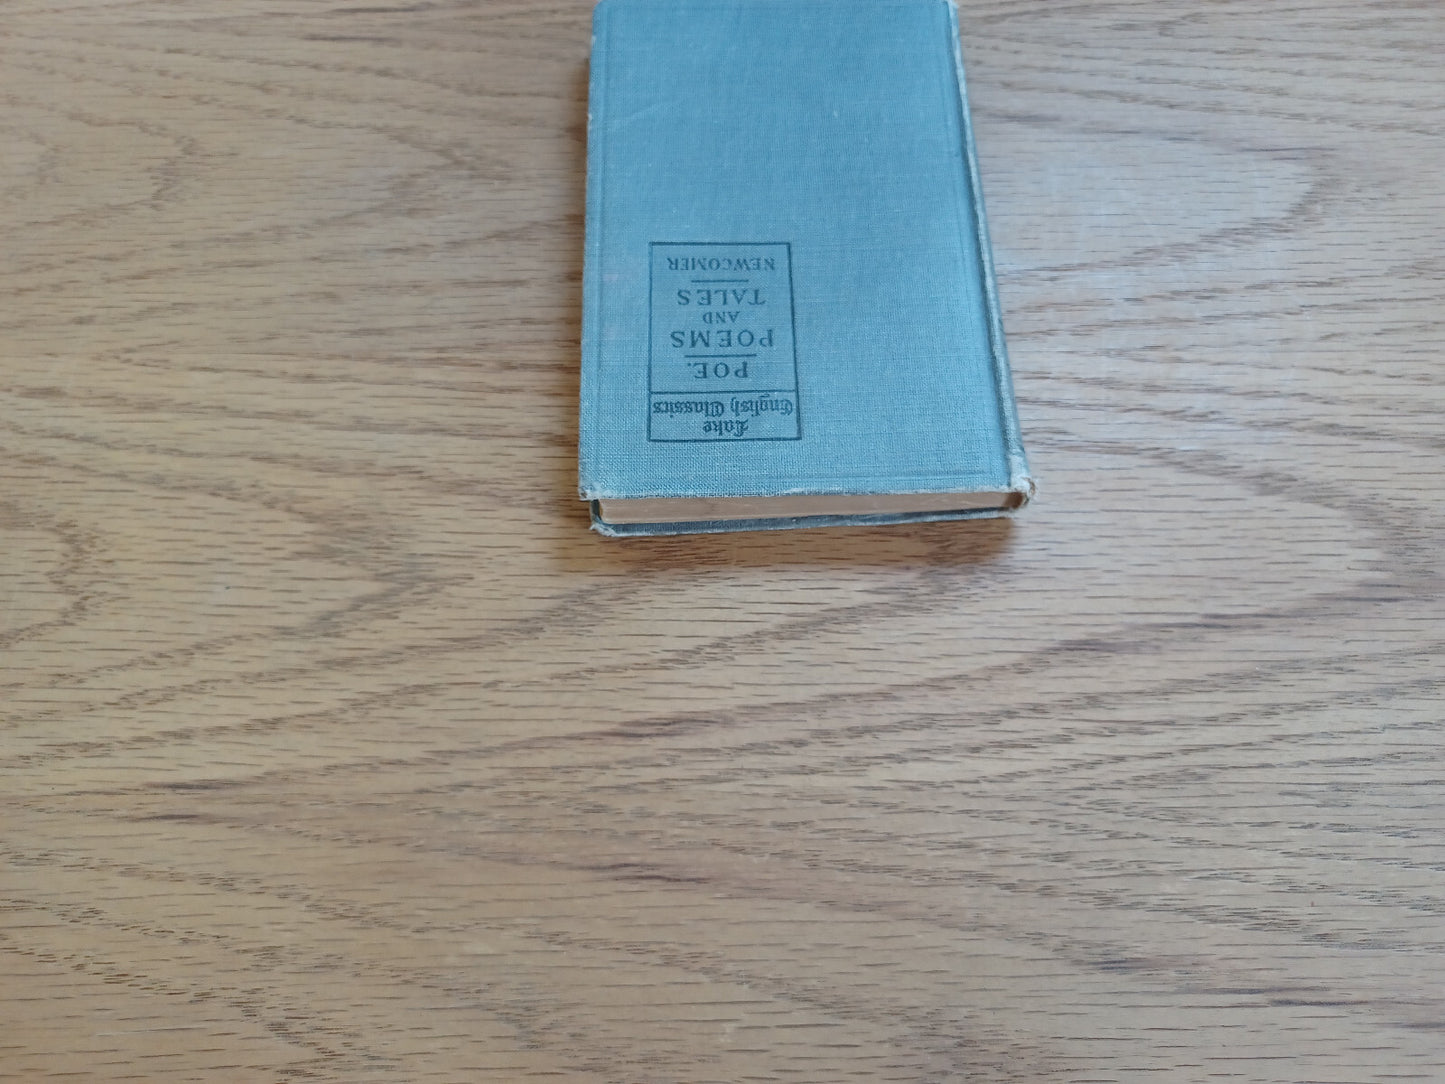 Lake
English Classics
POE.
POEMS
AND
TALES
NEWCOMER